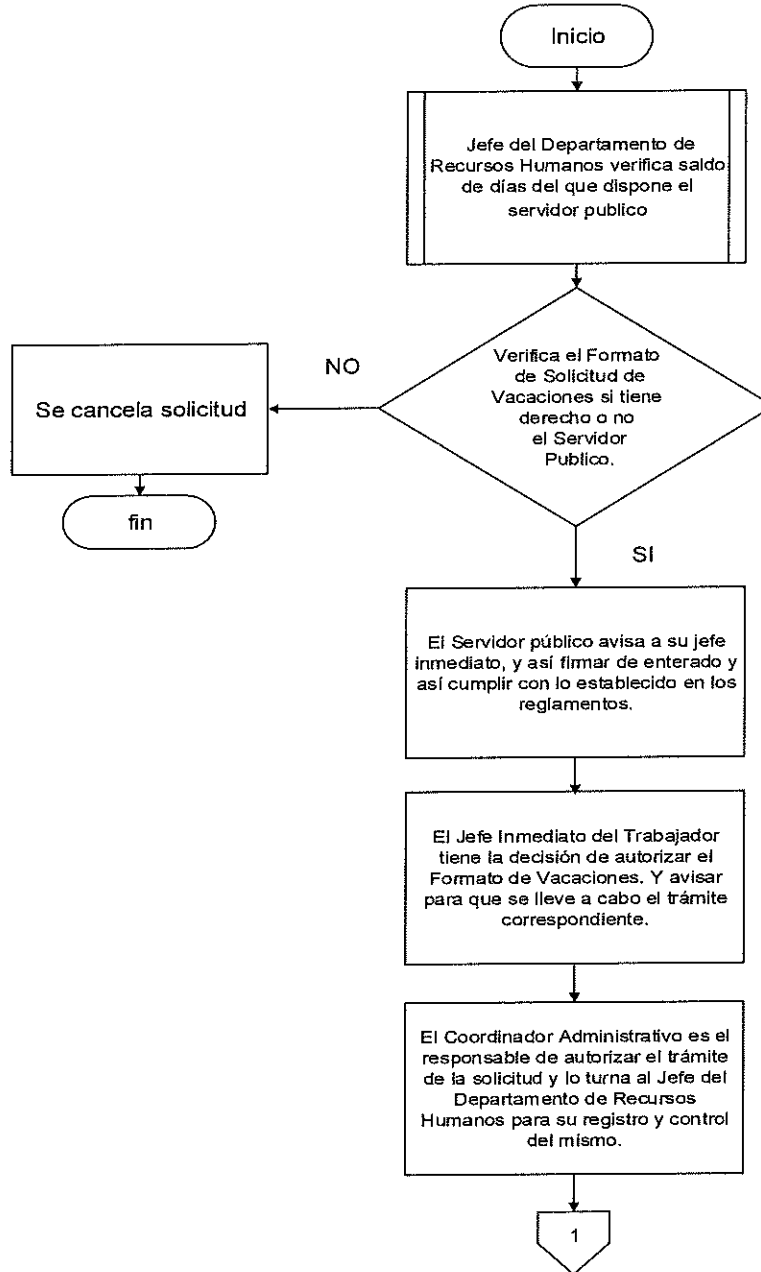 Inicio
Jefe del Departamento de
Recursos Humanos verifica saldo
de días del que dispone el
servidor publico
Verifica el Formato
de Solicitud de
Vacaciones si tiene
derecho o no
el Servidor
Publico.
NO
Se cancela solicitud
fin
SI
El Servidor público avisa a su jefe
inmediato, y así firmar de enterado y
así cumplir con lo establecido en los
reglamentos.
El Jefe Inmediato del Trabajador
tiene la decisión de autorizar el
Formato de Vacaciones. Y avisar
para que se lleve a cabo el trámite
correspondiente.
El Coordinador Administrativo es el
responsable de autorizar el trámite
de la solicitud y lo turna al Jefe del
Departamento de Recursos
Humanos para su registro y control
del mismo.
1